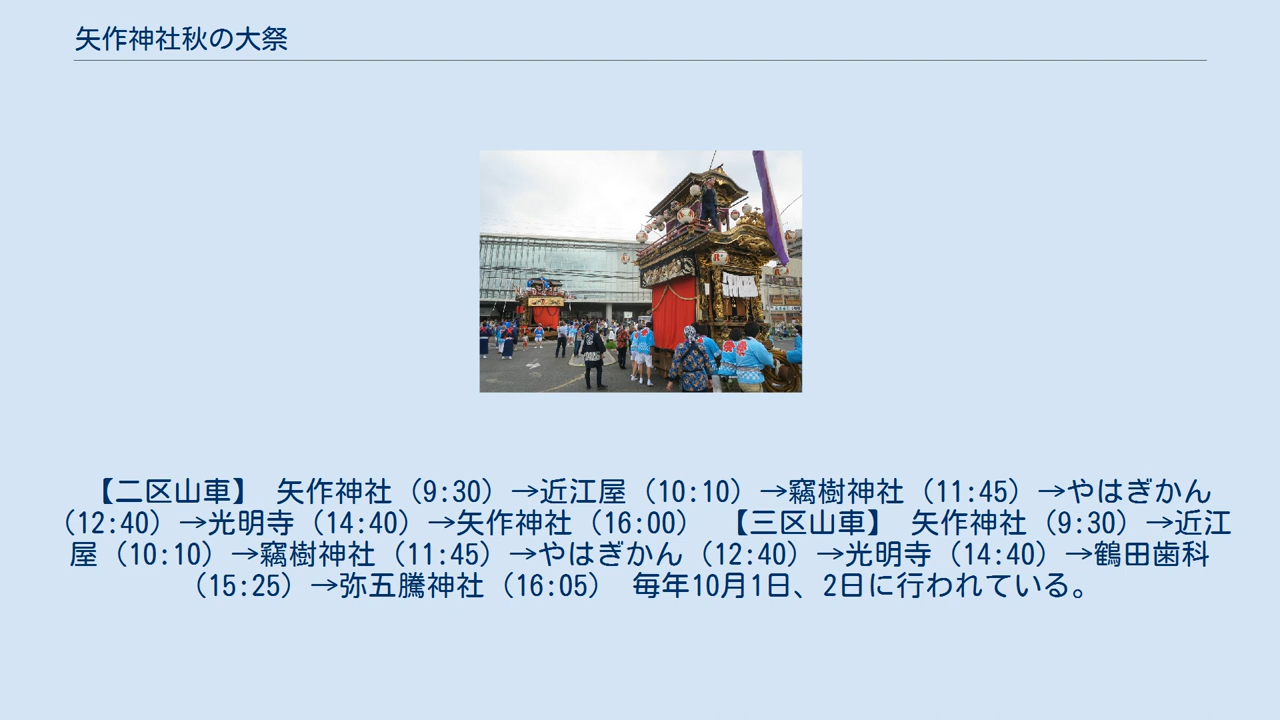 矢作神社秋の大祭
【二区山車】 矢作神社（9:30）→近江屋（10:10）→竊樹神社（11:45）→やはぎかん
（12:40）→光明寺（14:40）→矢作神社（16:00） 【三区山車】 矢作神社（9:30）→近江
屋（10:10）→竊樹神社（11:45）→やはぎかん（12:40）→光明寺（14:40）→鶴田歯科
（15:25）→弥五騰神社（16:05） 毎年10月1日、2日に行われている。